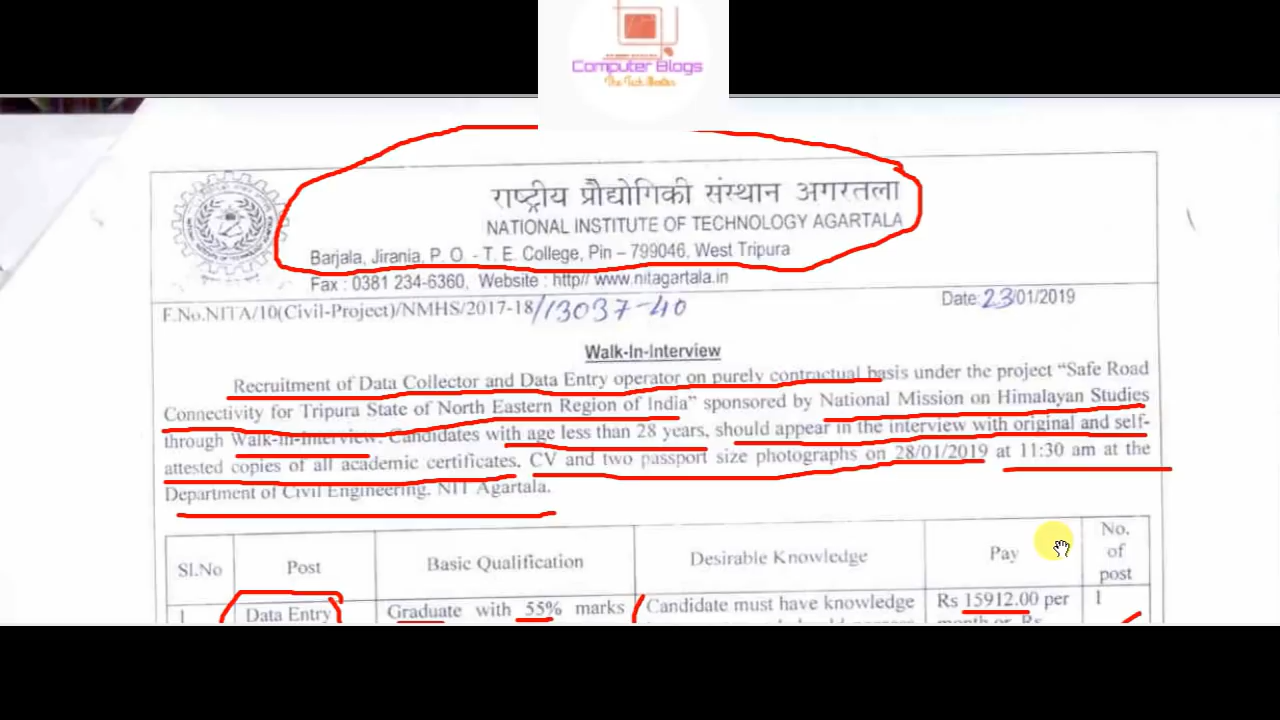 Computer Blogs
The Tech Master
राष्ट्रीय प्रौद्योगिकी संस्थान अगरतला
NATIONAL INSTITUTE OF TECHNOLOGY AGARTALA
Barjala, Jirania, P. O. - T. E. College, Pin – 799046, West Tripura
Fax : 0381 234-6360, Website : http// www.nitagartala.in
F.No.NITA/10(Civil-Project)/NMHS/2017-18/13037-40
Date:23/01/2019
Walk-In-Interview
Recruitment of Data Collector and Data Entry operator on purely contractual basis under the project “Safe Road
Connectivity for Tripura State of North Eastern Region of India” sponsored by National Mission on Himalayan Studies
through Walk-In-Interview. Candidates with age less than 28 years, should appear in the interview with original and self-
attested copies of all academic certificates. CV and two passport size photographs on 28/01/2019 at 11:30 am at the
Department of Civil Engineering. NIT Agartala.
Sl.No Post Basic Qualification Desirable Knowledge Pay No. of post
1 Data Entry Graduate with 55% marks Candidate must have knowledge Rs 15912.00 per 1
month or Rs